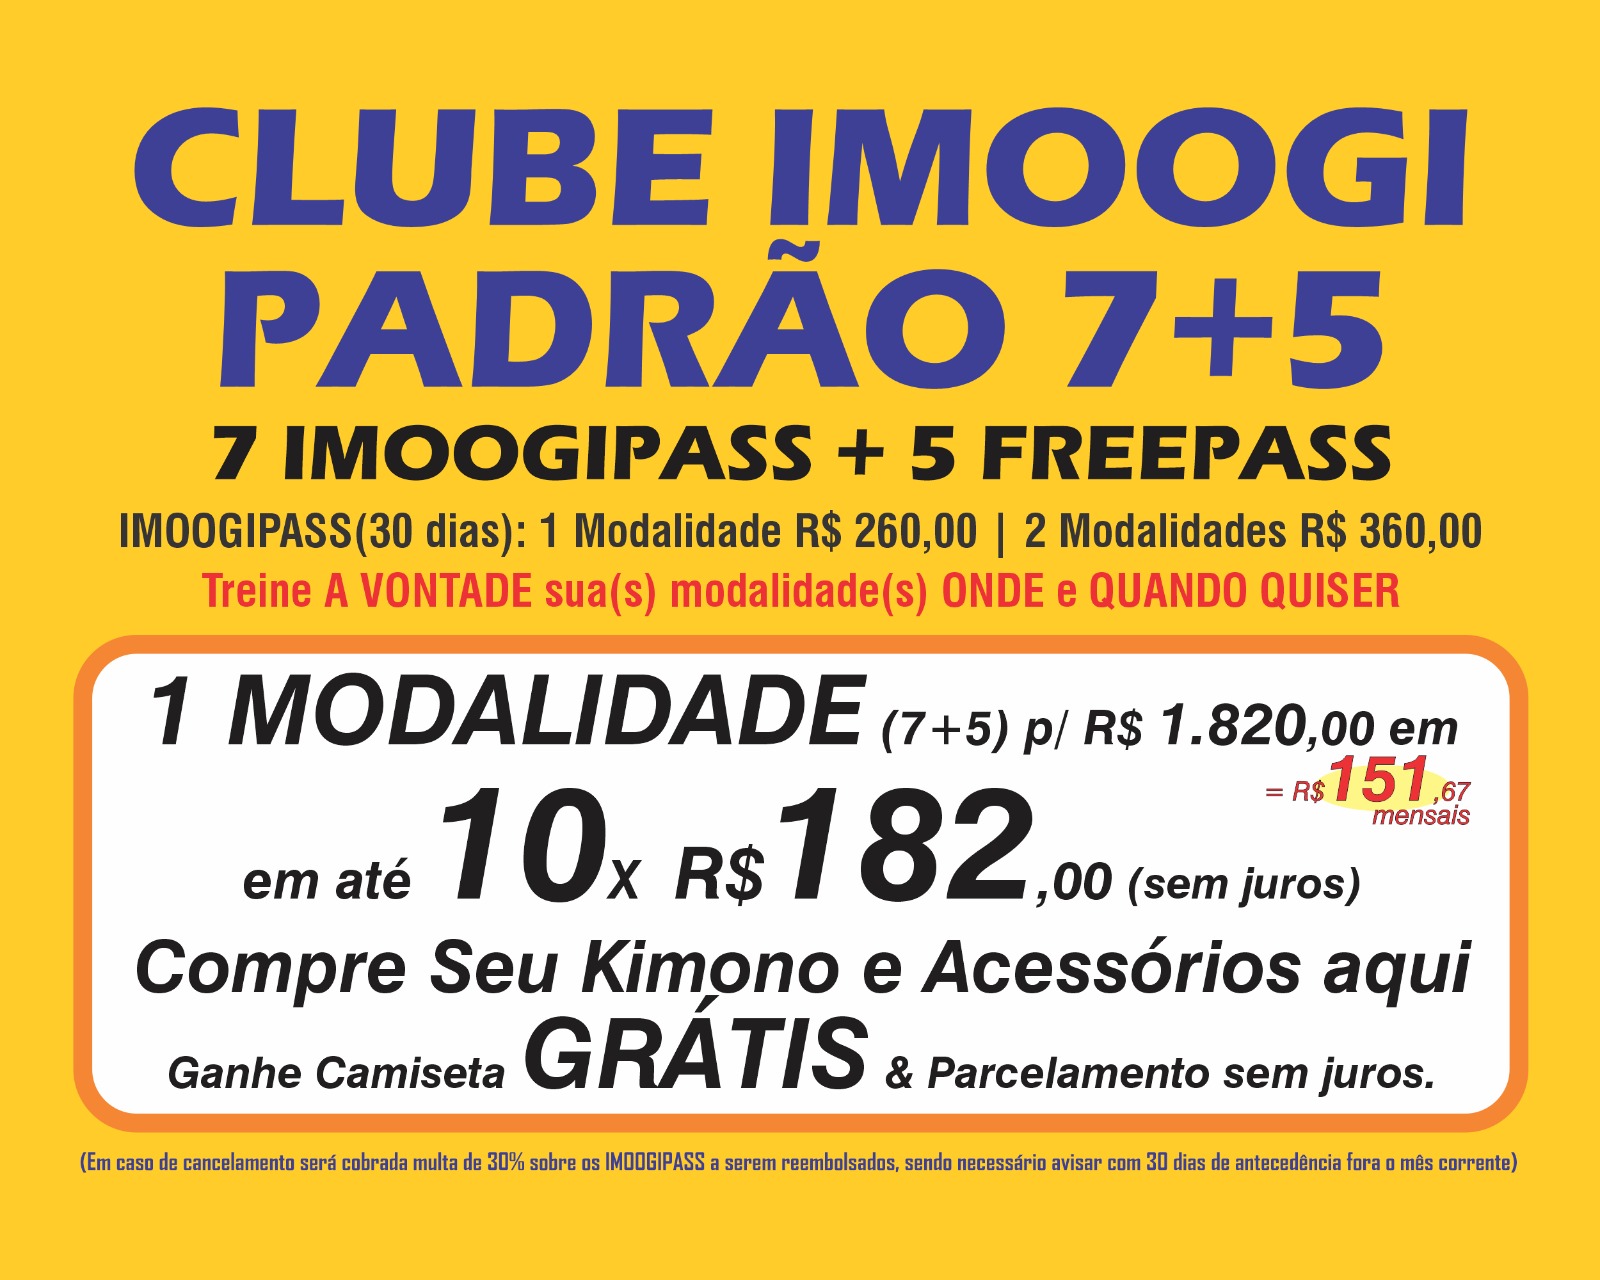 CLUBE IMOOGI
PADRÃO 7+5
7 IMOOGIPASS + 5 FREEPASS
IMOOGIPASS(30 dias): 1 Modalidade R$ 260,00 | 2 Modalidades R$ 360,00
Treine A VONTADE sua(s) modalidade(s) ONDE e QUANDO QUISER
1 MODALIDADE (7+5) p/ R$ 1.820,00 em
= R$151,67
mensais
em até 10x R$182,00 (sem juros)
Compre Seu Kimono e Acessórios aqui
Ganhe Camiseta GRÁTIS & Parcelamento sem juros.
(Em caso de cancelamento será cobrada multa de 30% sobre os IMOOGIPASS a serem reembolsados, sendo necessário avisar com 30 dias de antecedência fora o mês corrente)